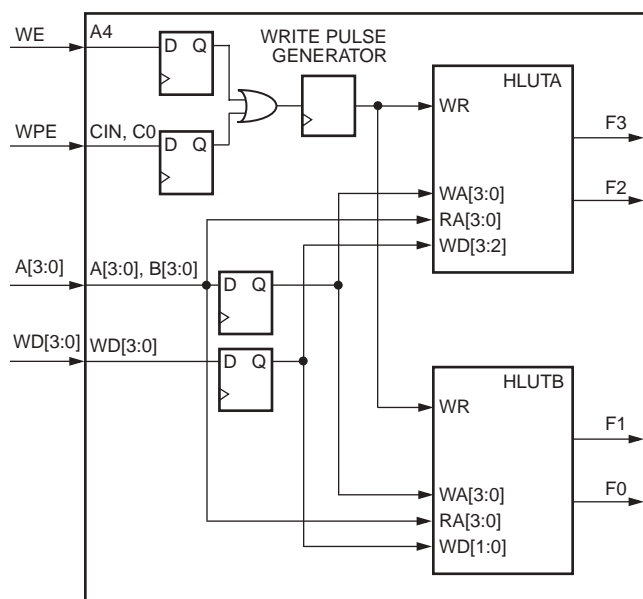 WE
A4
D Q
WRITE PULSE
GENERATOR
HLUTA
WR
F3
WPE
CIN, C0
D Q
F2
WA[3:0]
RA[3:0]
WD[3:2]
A[3:0]
A[3:0], B[3:0]
D Q
WD[3:0]
WD[3:0]
D Q
HLUTB
WR
F1
WA[3:0]
F0
RA[3:0]
WD[1:0]